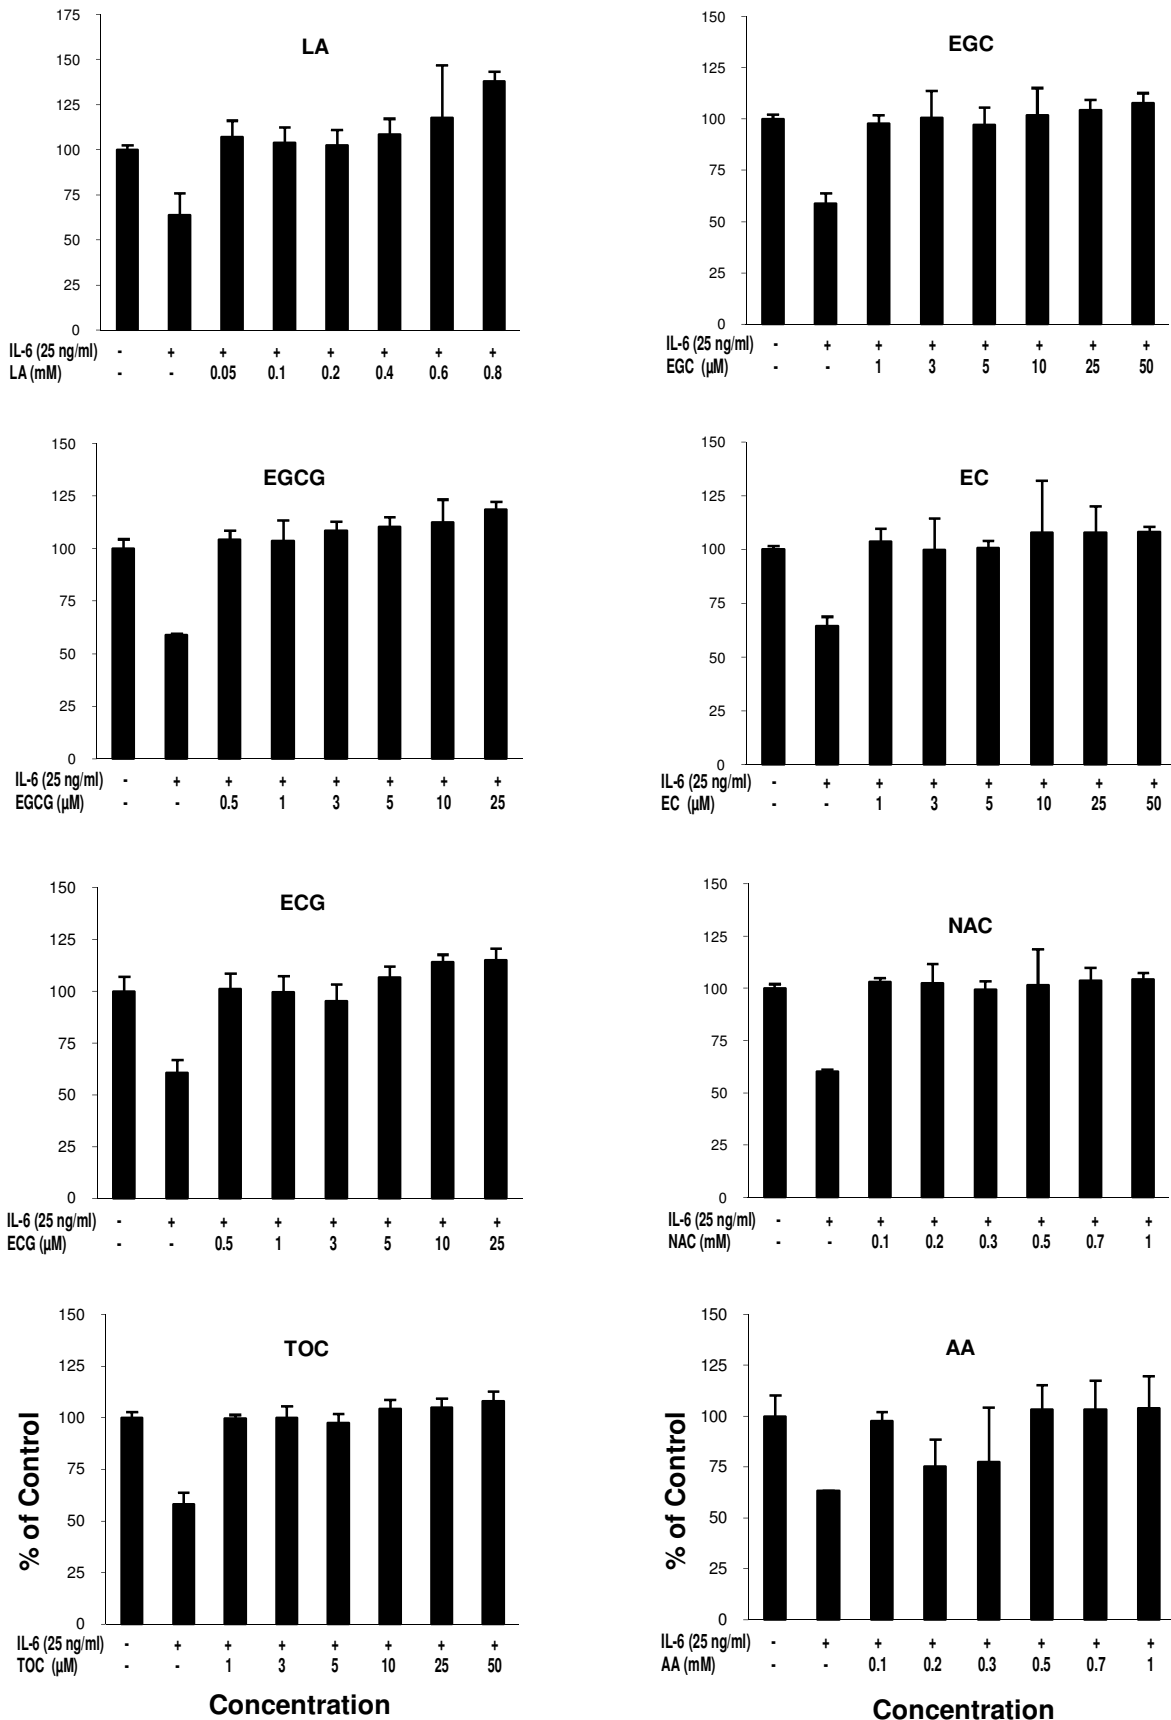 LA
175
150
125
100
75
50
25
0
IL-6 (25 ng/ml) - + + + + + + +
LA (mM) - - 0.05 0.1 0.2 0.4 0.6 0.8
EGC
150
125
100
75
50
25
0
IL-6 (25 ng/ml) - + + + + + + +
EGC (µM) - - 1 3 5 10 25 50
EGCG
150
125
100
75
50
25
0
IL-6 (25 ng/ml) - + + + + + + +
EGCG (µM) - - 0.5 1 3 5 10 25
EC
150
125
100
75
50
25
0
IL-6 (25 ng/ml) - + + + + + + +
EC (µM) - - 1 3 5 10 25 50
ECG
150
125
100
75
50
25
0
IL-6 (25 ng/ml) - + + + + + + +
ECG (µM) - - 0.5 1 3 5 10 25
NAC
150
125
100
75
50
25
0
IL-6 (25 ng/ml) - + + + + + + +
NAC (mM) - - 0.1 0.2 0.3 0.5 0.7 1
TOC
% of Control
150
125
100
75
50
25
0
IL-6 (25 ng/ml) - + + + + + + +
TOC (µM) - - 1 3 5 10 25 50
Concentration
AA
% of Control
150
125
100
75
50
25
0
IL-6 (25 ng/ml) - + + + + + + +
AA (mM) - - 0.1 0.2 0.3 0.5 0.7 1
Concentration